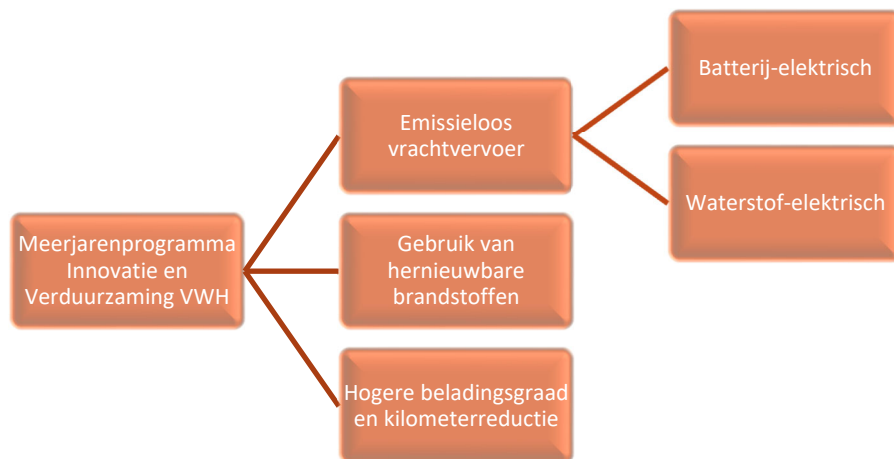 Meerjarenprogramma
Innovatie en
Verduurzaming VWH
Emissieloos
vrachtvervoer
Batterij-elektrisch
Waterstof-elektrisch
Gebruik van
hernieuwbare
brandstoffen
Hogere beladingsgraad
en kilometerreductie